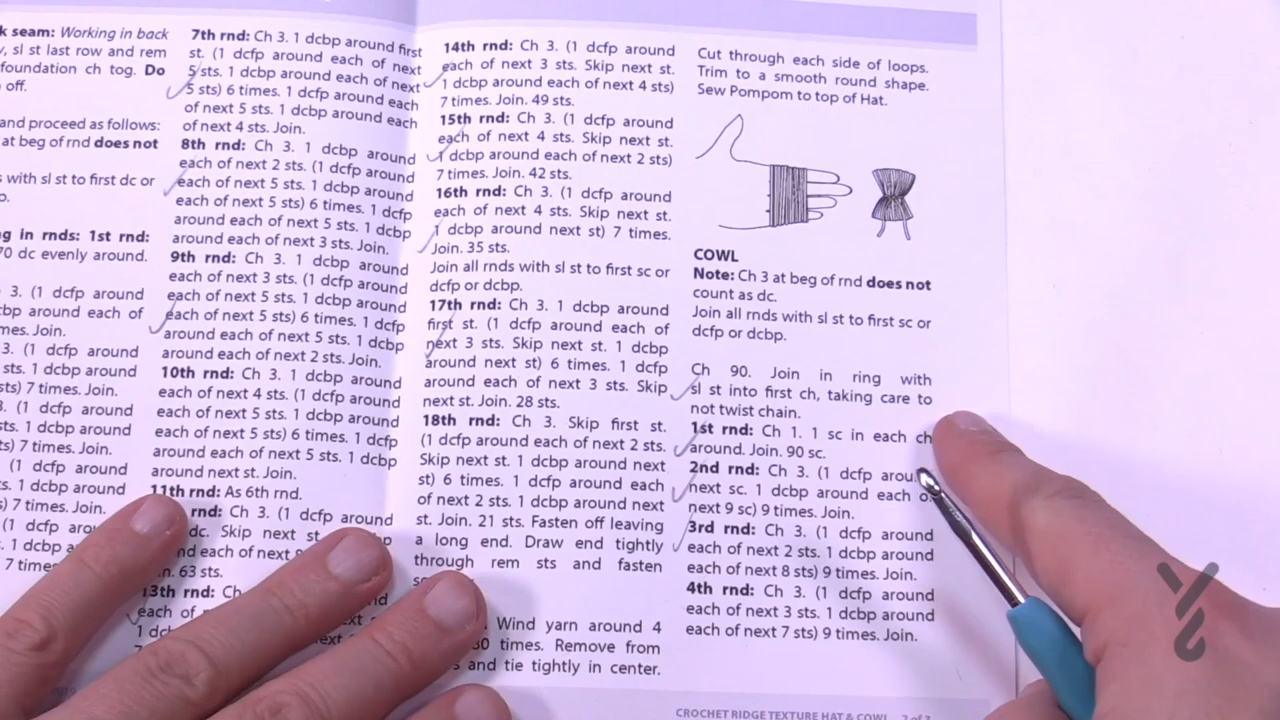 k seam: Working in back
, sl st last row and rem
foundation ch tog. Do
off.
and proceed as follows:
at beg of rnd does not
s with sl st to first dc or
p.
g in rnds: 1st rnd:
70 dc evenly around.
3. (1 dcfp around
cbp around each of
mes. Join.
3. (1 dcfp around
sts. 1 dcbp around
sts) 7 times. Join.
3. (1 dcfp around
sts. 1 dcbp around
s) 7 times. Join.
(1 dcfp around
s. 1 dcbp around
s) 7 times. Join.
(1 dcfp
. 1 dcbp
7 times
7th rnd: Ch 3. 1 dcbp around first
st. (1 dcfp around each of next
5 sts. 1 dcbp around each of next
5 sts) 6 times. 1 dcfp around each
of next 5 sts. 1 dcbp around each
of next 4 sts. Join.
8th rnd: Ch 3. 1 dcbp around
each of next 2 sts. (1 dcfp around
each of next 5 sts. 1 dcbp around
each of next 5 sts) 6 times. 1 dcfp
around each of next 5 sts. 1 dcbp
around each of next 3 sts. Join.
9th rnd: Ch 3. 1 dcbp around
each of next 3 sts. (1 dcfp around
each of next 5 sts. 1 dcbp around
each of next 5 sts) 6 times. 1 dcfp
around each of next 5 sts. 1 dcbp
around each of next 2 sts. Join.
10th rnd: Ch 3. 1 dcbp around
each of next 4 sts. (1 dcfp around
each of next 5 sts. 1 dcbp around
each of next 5 sts) 6 times. 1 dcfp
around each of next 5 sts. 1 dcbp
around next st. Join.
11th rnd: As 6th rnd.
rnd: Ch 3. (1 dcfp around
dc. Skip next st
nd each of next
n. 63 sts.
13th rnd: Ch
each of
1 dc
14th rnd: Ch 3. (1 dcfp around
each of next 3 sts. Skip next st.
1 dcbp around each of next 4 sts)
7 times. Join. 49 sts.
15th rnd: Ch 3. (1 dcfp around
each of next 4 sts. Skip next st.
1 dcbp around each of next 2 sts)
7 times. Join. 42 sts.
16th rnd: Ch 3. (1 dcfp around
each of next 4 sts. Skip next st.
1 dcbp around next st) 7 times.
Join. 35 sts.
Join all rnds with sl st to first sc or
dcfp or dcbp.
17th rnd: Ch 3. 1 dcbp around
first st. (1 dcfp around each of
next 3 sts. Skip next st. 1 dcbp
around next st) 6 times. 1 dcfp
around each of next 3 sts. Skip
next st. Join. 28 sts.
18th rnd: Ch 3. Skip first st.
(1 dcfp around each of next 2 sts.
Skip next st. 1 dcbp around next
st) 6 times. 1 dcfp around each
of next 2 sts. 1 dcbp around next
st. Join. 21 sts. Fasten off leaving
a long end. Draw end tightly
through rem sts and fasten
Wind yarn around 4
30 times. Remove from
and tie tightly in center.
Cut through each side of loops.
Trim to a smooth round shape.
Sew Pompom to top of Hat.
COWL
Note: Ch 3 at beg of rnd does not
count as dc.
Join all rnds with sl st to first sc or
dcfp or dcbp.
Ch 90. Join in ring with
sl st into first ch, taking care to
not twist chain.
1st rnd: Ch 1. 1 sc in each ch
around. Join. 90 sc.
2nd rnd: Ch 3. (1 dcfp arou
next sc. 1 dcbp around each o
next 9 sc) 9 times. Join.
3rd rnd: Ch 3. (1 dcfp around
each of next 2 sts. 1 dcbp around
each of next 8 sts) 9 times. Join.
4th rnd: Ch 3. (1 dcfp around
each of next 3 sts. 1 dcbp around
each of next 7 sts) 9 times. Join.
CROCHET RIDGE TEXTURE HAT & COWL 2 of 3